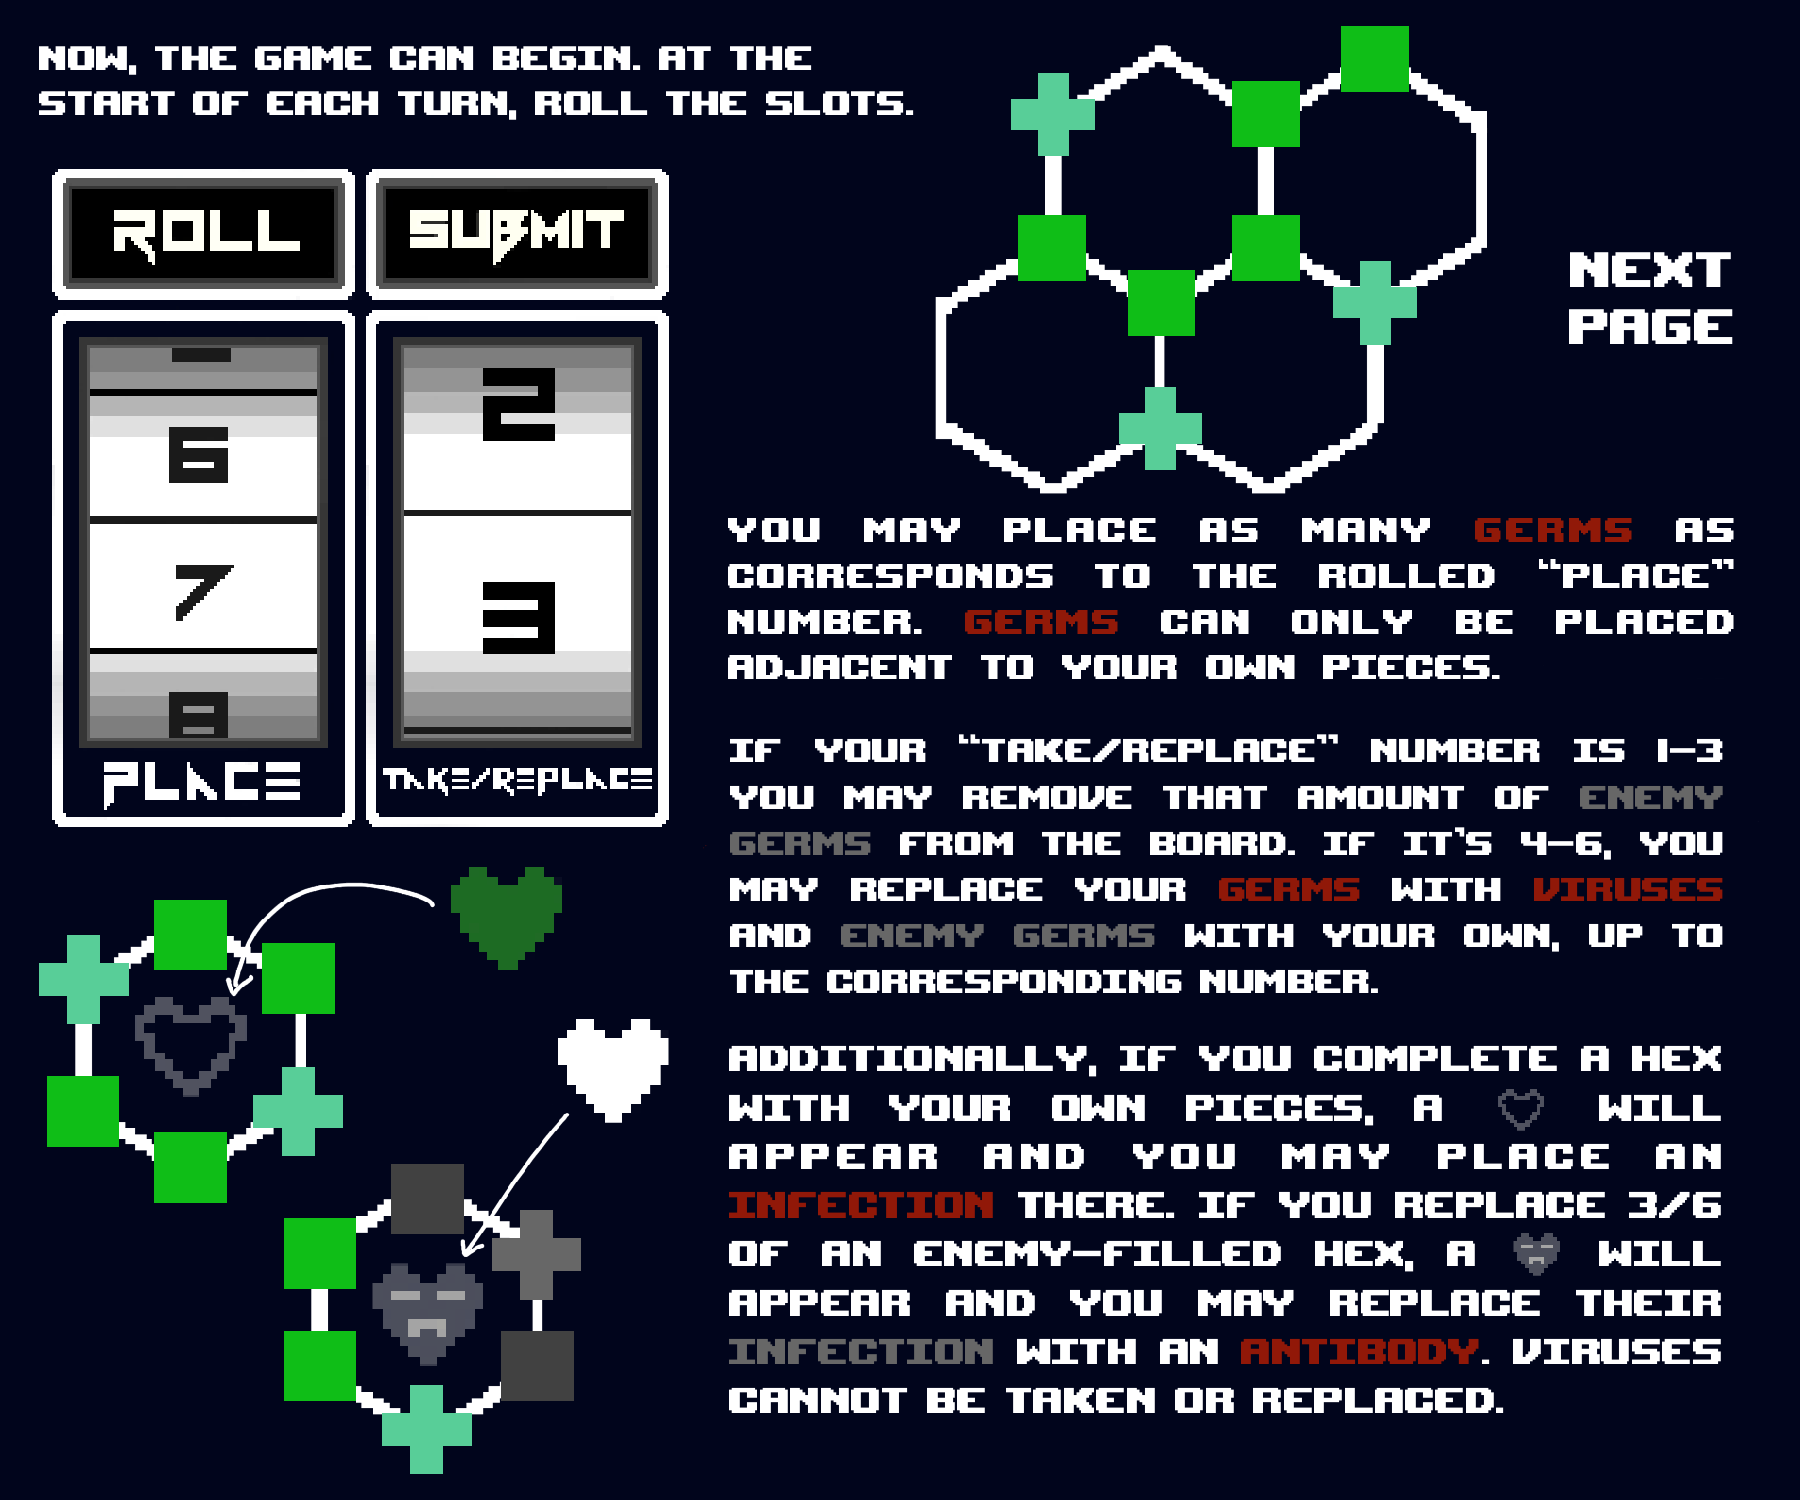 NOW, THE GAME CAN BEGIN. AT THE
START OF EACH TURN, ROLL THE SLOTS.
ROLL
SUBMIT
6
7
8
PLACE
2
3
TAKE/REPLACE
NEXT
PAGE
YOU MAY PLACE AS MANY GERMS AS
CORRESPONDS TO THE ROLLED “PLACE”
NUMBER. GERMS CAN ONLY BE PLACED
ADJACENT TO YOUR OWN PIECES.
IF YOUR “TAKE/REPLACE” NUMBER IS 1-3
YOU MAY REMOVE THAT AMOUNT OF ENEMY
GERMS FROM THE BOARD. IF IT'S 4-6, YOU
MAY REPLACE YOUR GERMS WITH VIRUSES
AND ENEMY GERMS WITH YOUR OWN, UP TO
THE CORRESPONDING NUMBER.
ADDITIONALLY, IF YOU COMPLETE A HEX
WITH YOUR OWN PIECES, A WILL
APPEAR AND YOU MAY PLACE AN
INFECTION THERE. IF YOU REPLACE 3/6
OF AN ENEMY-FILLED HEX, A WILL
APPEAR AND YOU MAY REPLACE THEIR
INFECTION WITH AN ANTIBODY. VIRUSES
CANNOT BE TAKEN OR REPLACED.